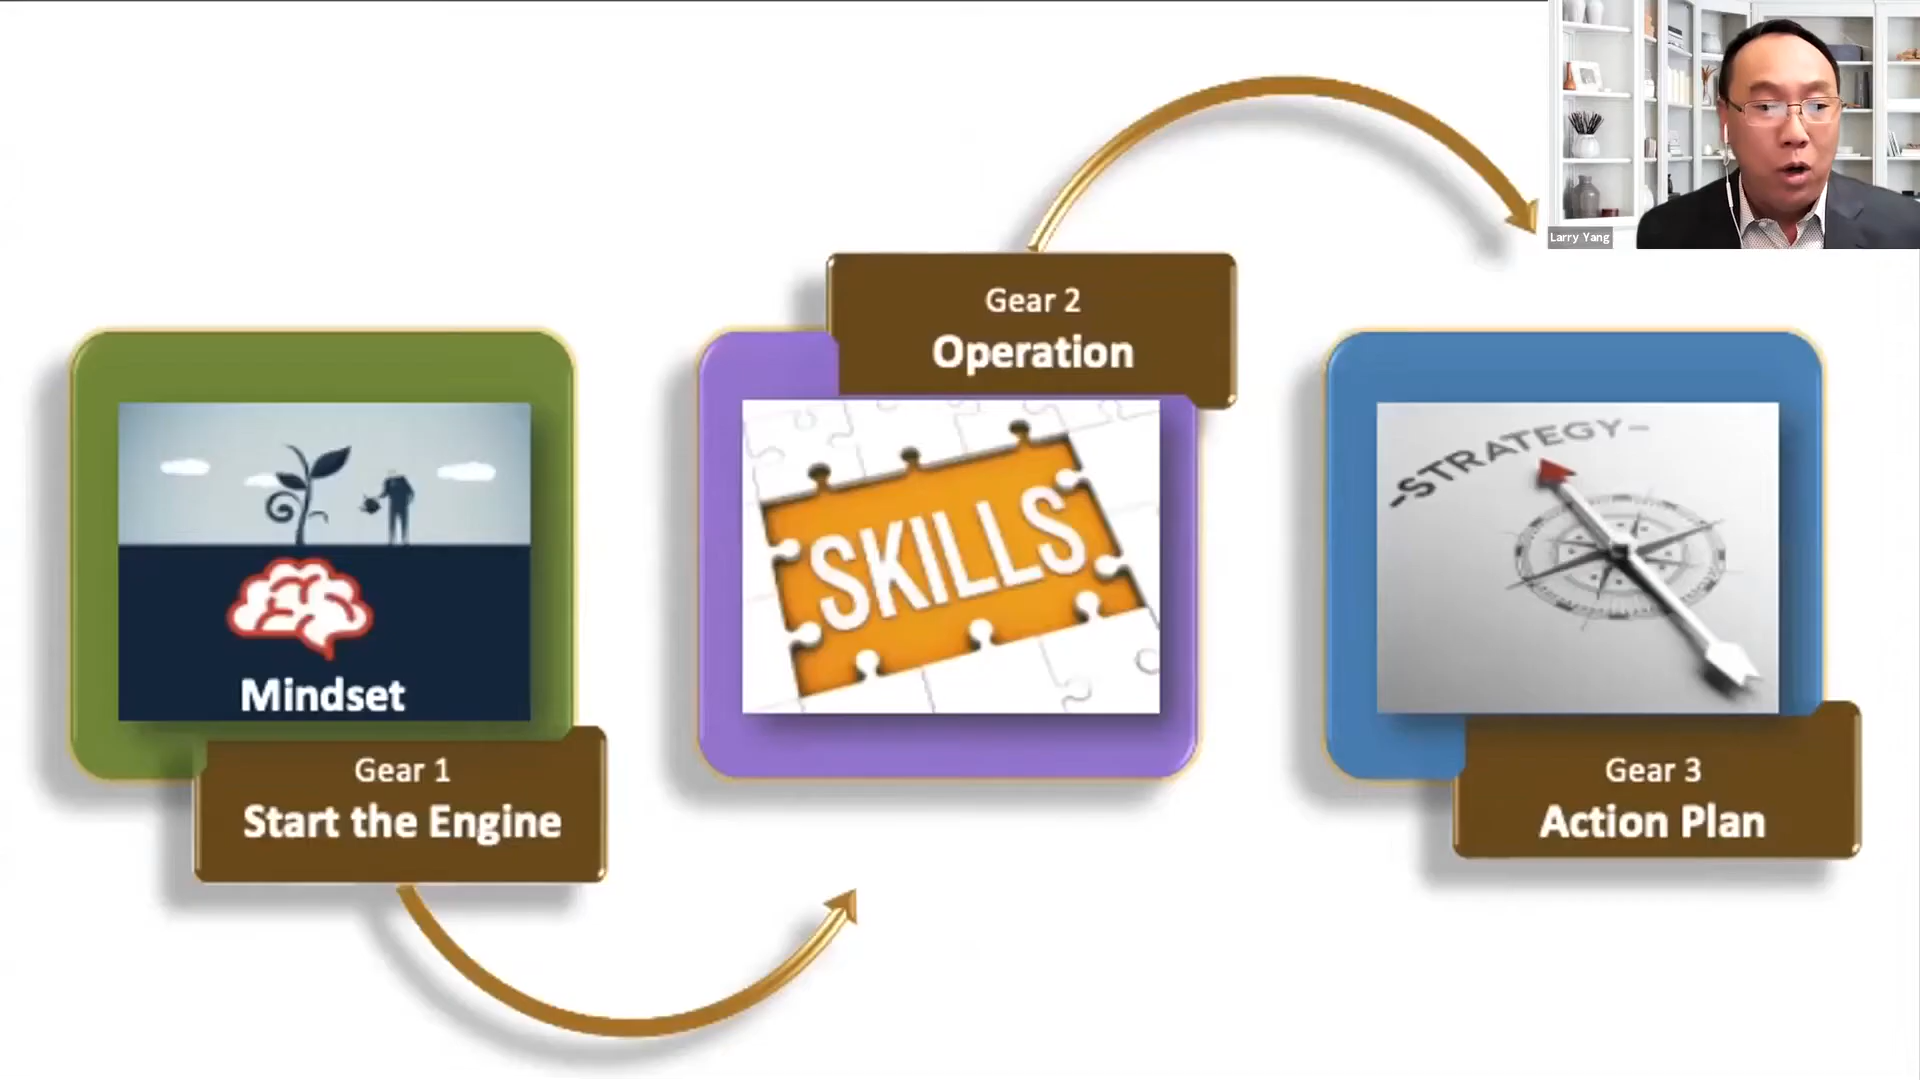 Larry Yang
Mindset
Gear 1
Start the Engine
Gear 2
Operation
SKILLS
-STRATEGY-
Gear 3
Action Plan